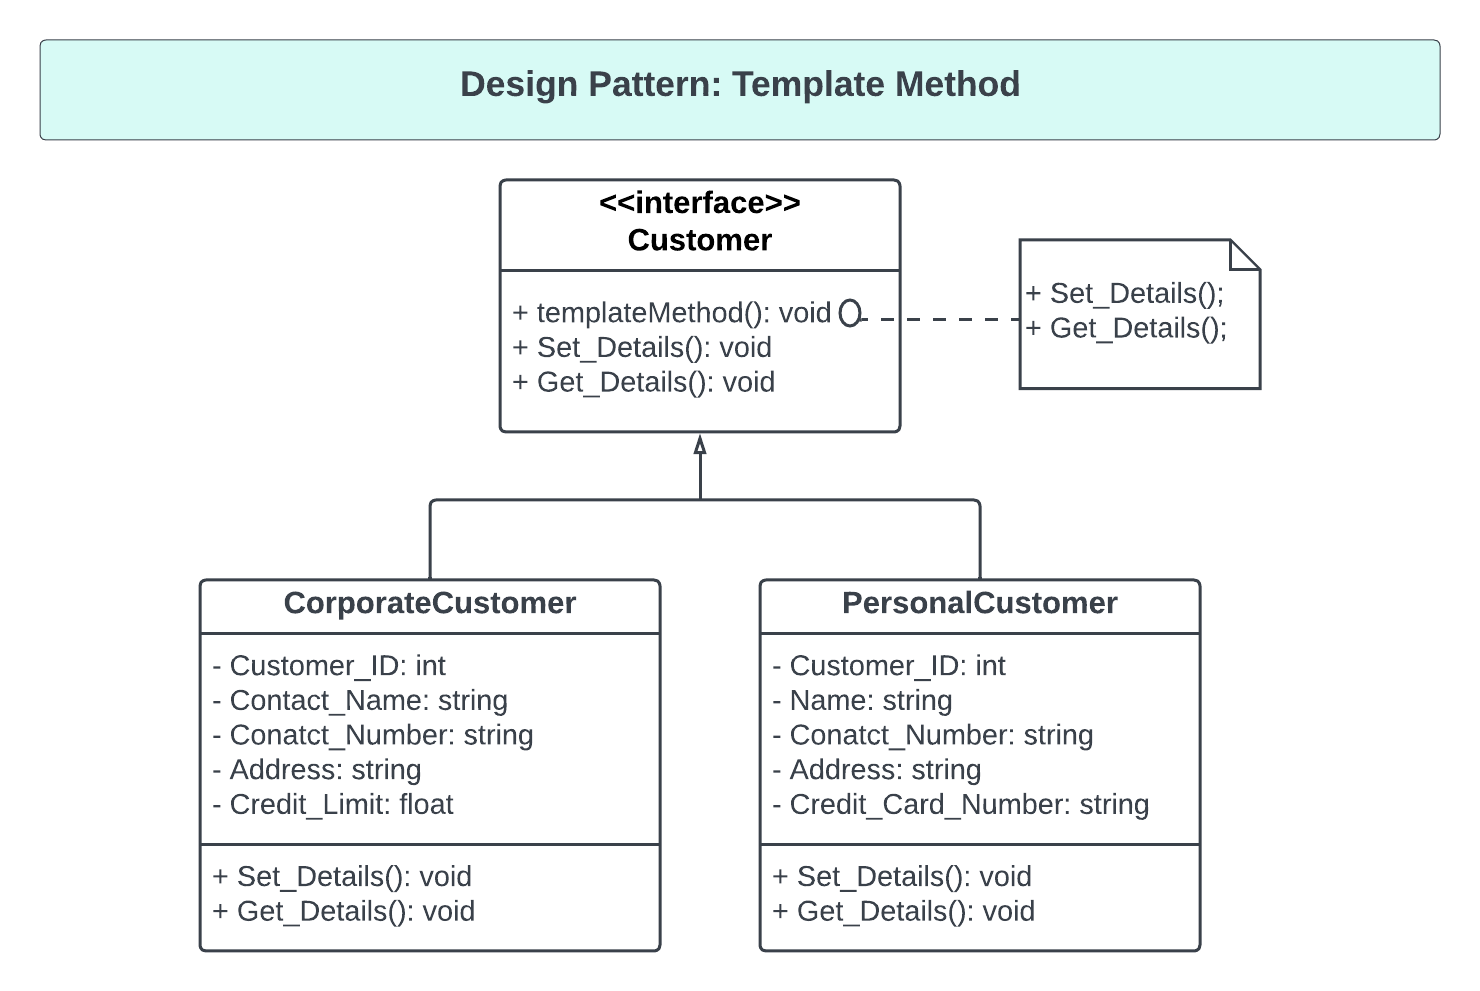 Design Pattern: Template Method
<<interface>>
Customer
+ templateMethod(): void
+ Set_Details(): void
+ Get_Details(): void
+ Set_Details();
+ Get_Details();
CorporateCustomer
- Customer_ID: int
- Contact_Name: string
- Conatct_Number: string
- Address: string
- Credit_Limit: float
+ Set_Details(): void
+ Get_Details(): void
PersonalCustomer
- Customer_ID: int
- Name: string
- Conatct_Number: string
- Address: string
- Credit_Card_Number: string
+ Set_Details(): void
+ Get_Details(): void